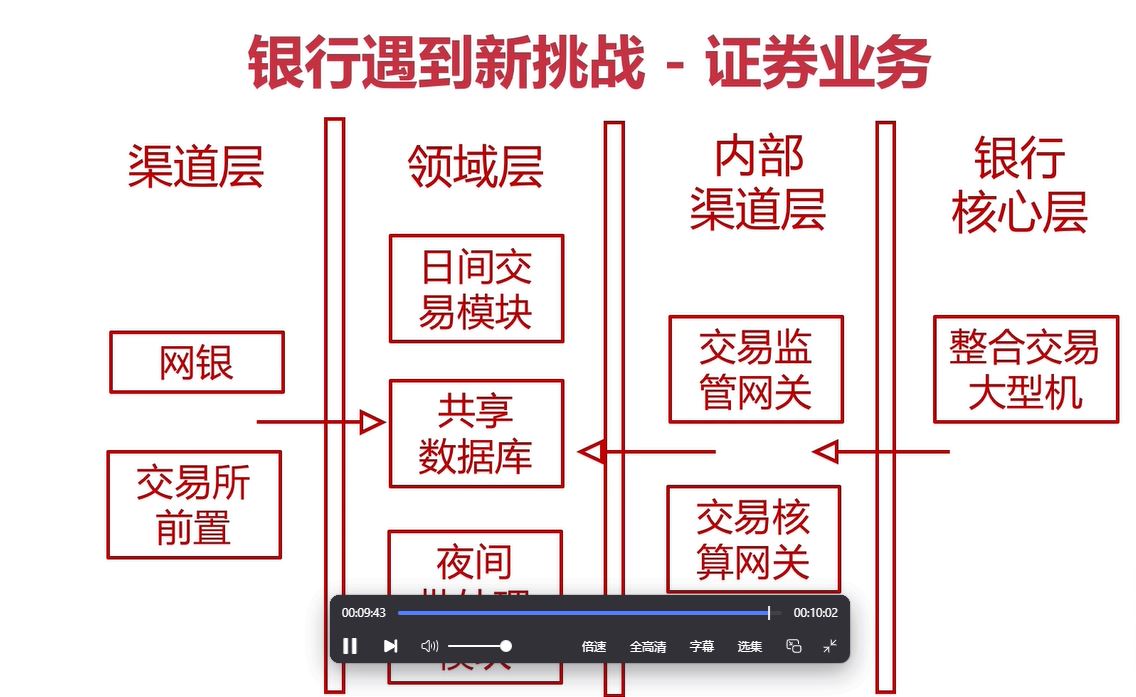 银行遇到新挑战 - 证券业务
渠道层
领域层
内部
渠道层
银行
核心层
网银
交易所
前置
日间交
易模块
共享
数据库
夜间
模块
交易监
管网关
交易核
算网关
整合交易
大型机
00:09:43
00:10:02
倍速
全高清
字幕
选集